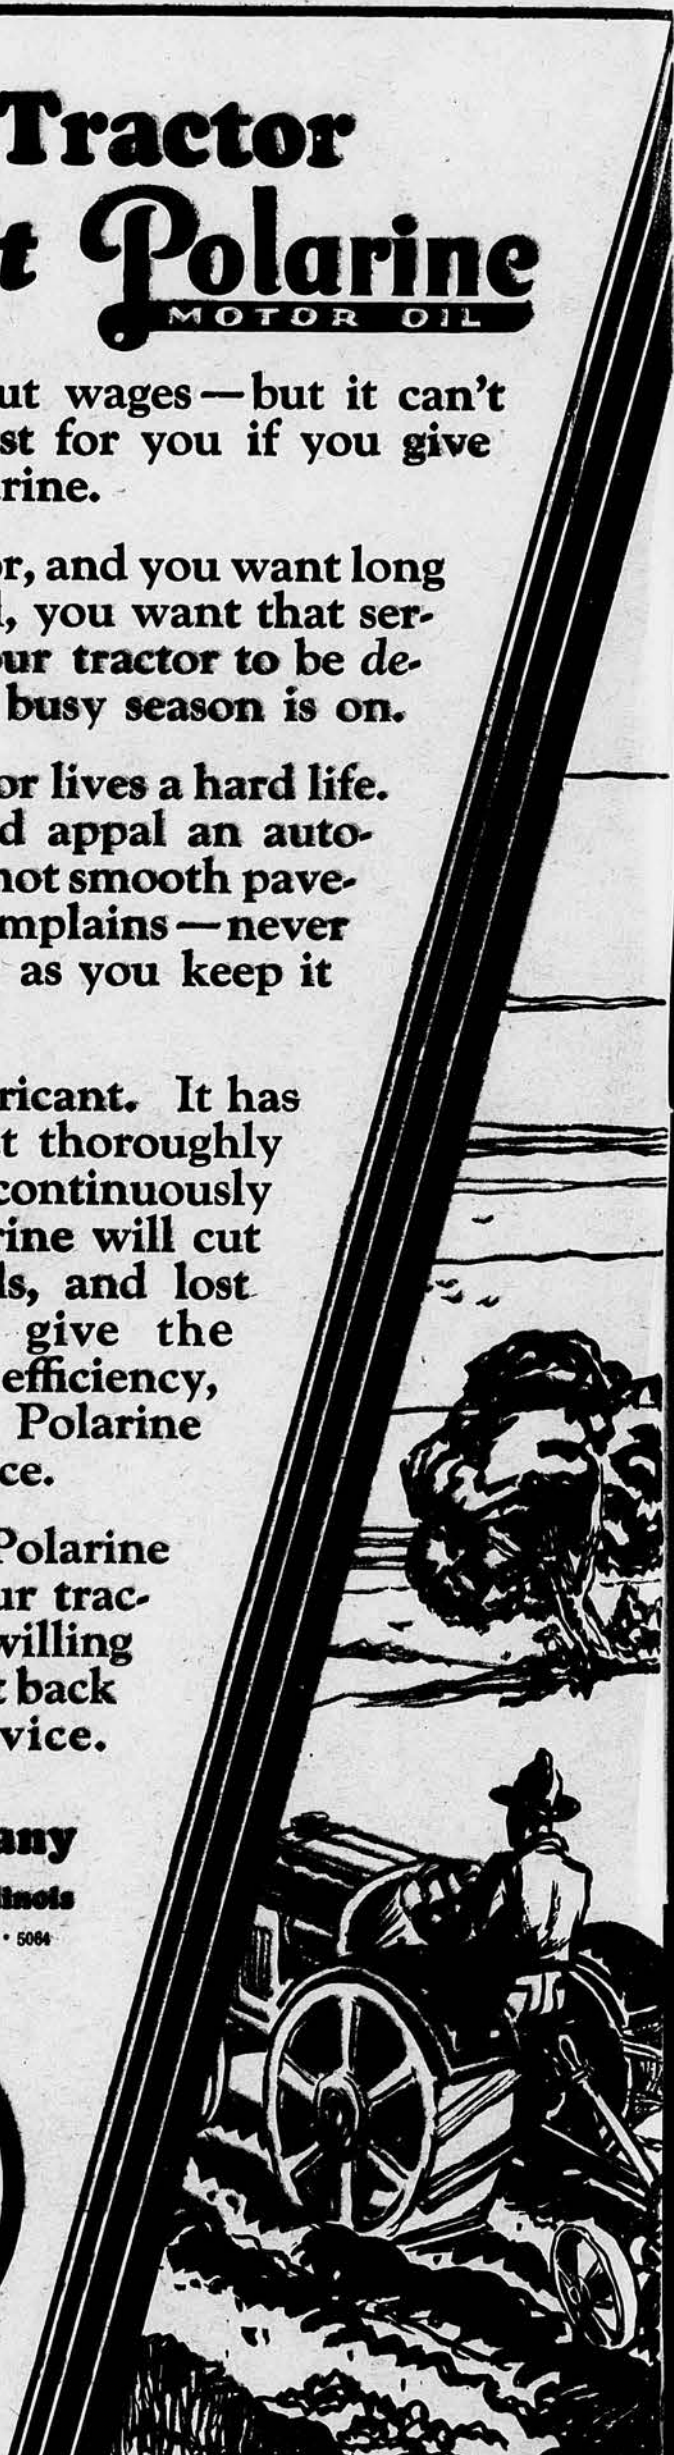 Tractor
t Polarine
MOTOR OIL
ut wages—but it can't
st for you if you give
rine.
r, and you want long
l, you want that ser-
ur tractor to be de-
busy season is on.
or lives a hard life.
d appal an auto-
not smooth pave-
mplains—never
as you keep it
ricant. It has
t thoroughly
continuously
rine will cut
ls, and lost
give the
efficiency,
Polarine
ce.
Polarine
ur trac-
willing
t back
vice.
any
linois
• 5064